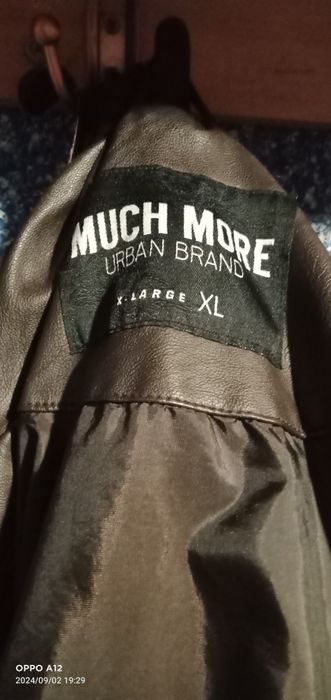 MUCH MORE
URBAN BRAND
X-LARGE XL
OPPO A12
2024/09/02 19:29